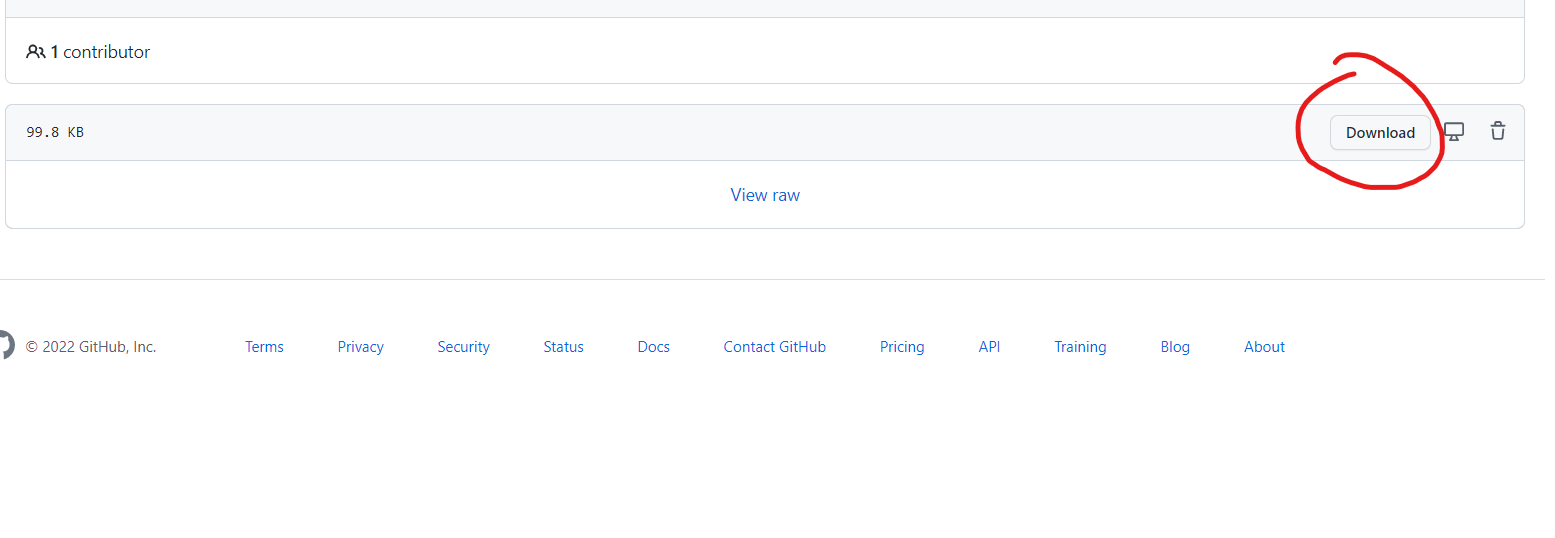 1 contributor
99.8 KB
Download
View raw
© 2022 GitHub, Inc. Terms Privacy Security Status Docs Contact GitHub Pricing API Training Blog About